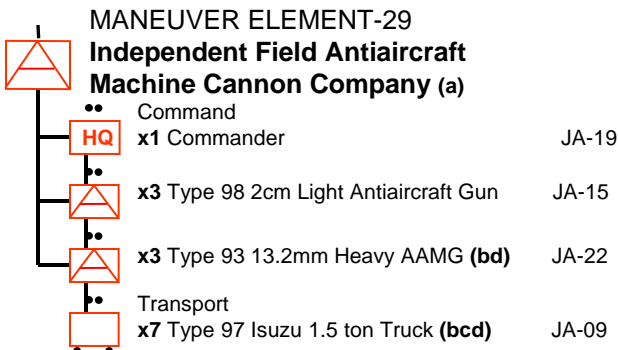 MANEUVER ELEMENT-29
Independent Field Antiaircraft
Machine Cannon Company (a)
Command
HQ x1 Commander JA-19
x3 Type 98 2cm Light Antiaircraft Gun JA-15
x3 Type 93 13.2mm Heavy AAMG (bd) JA-22
Transport
x7 Type 97 Isuzu 1.5 ton Truck (bcd) JA-09